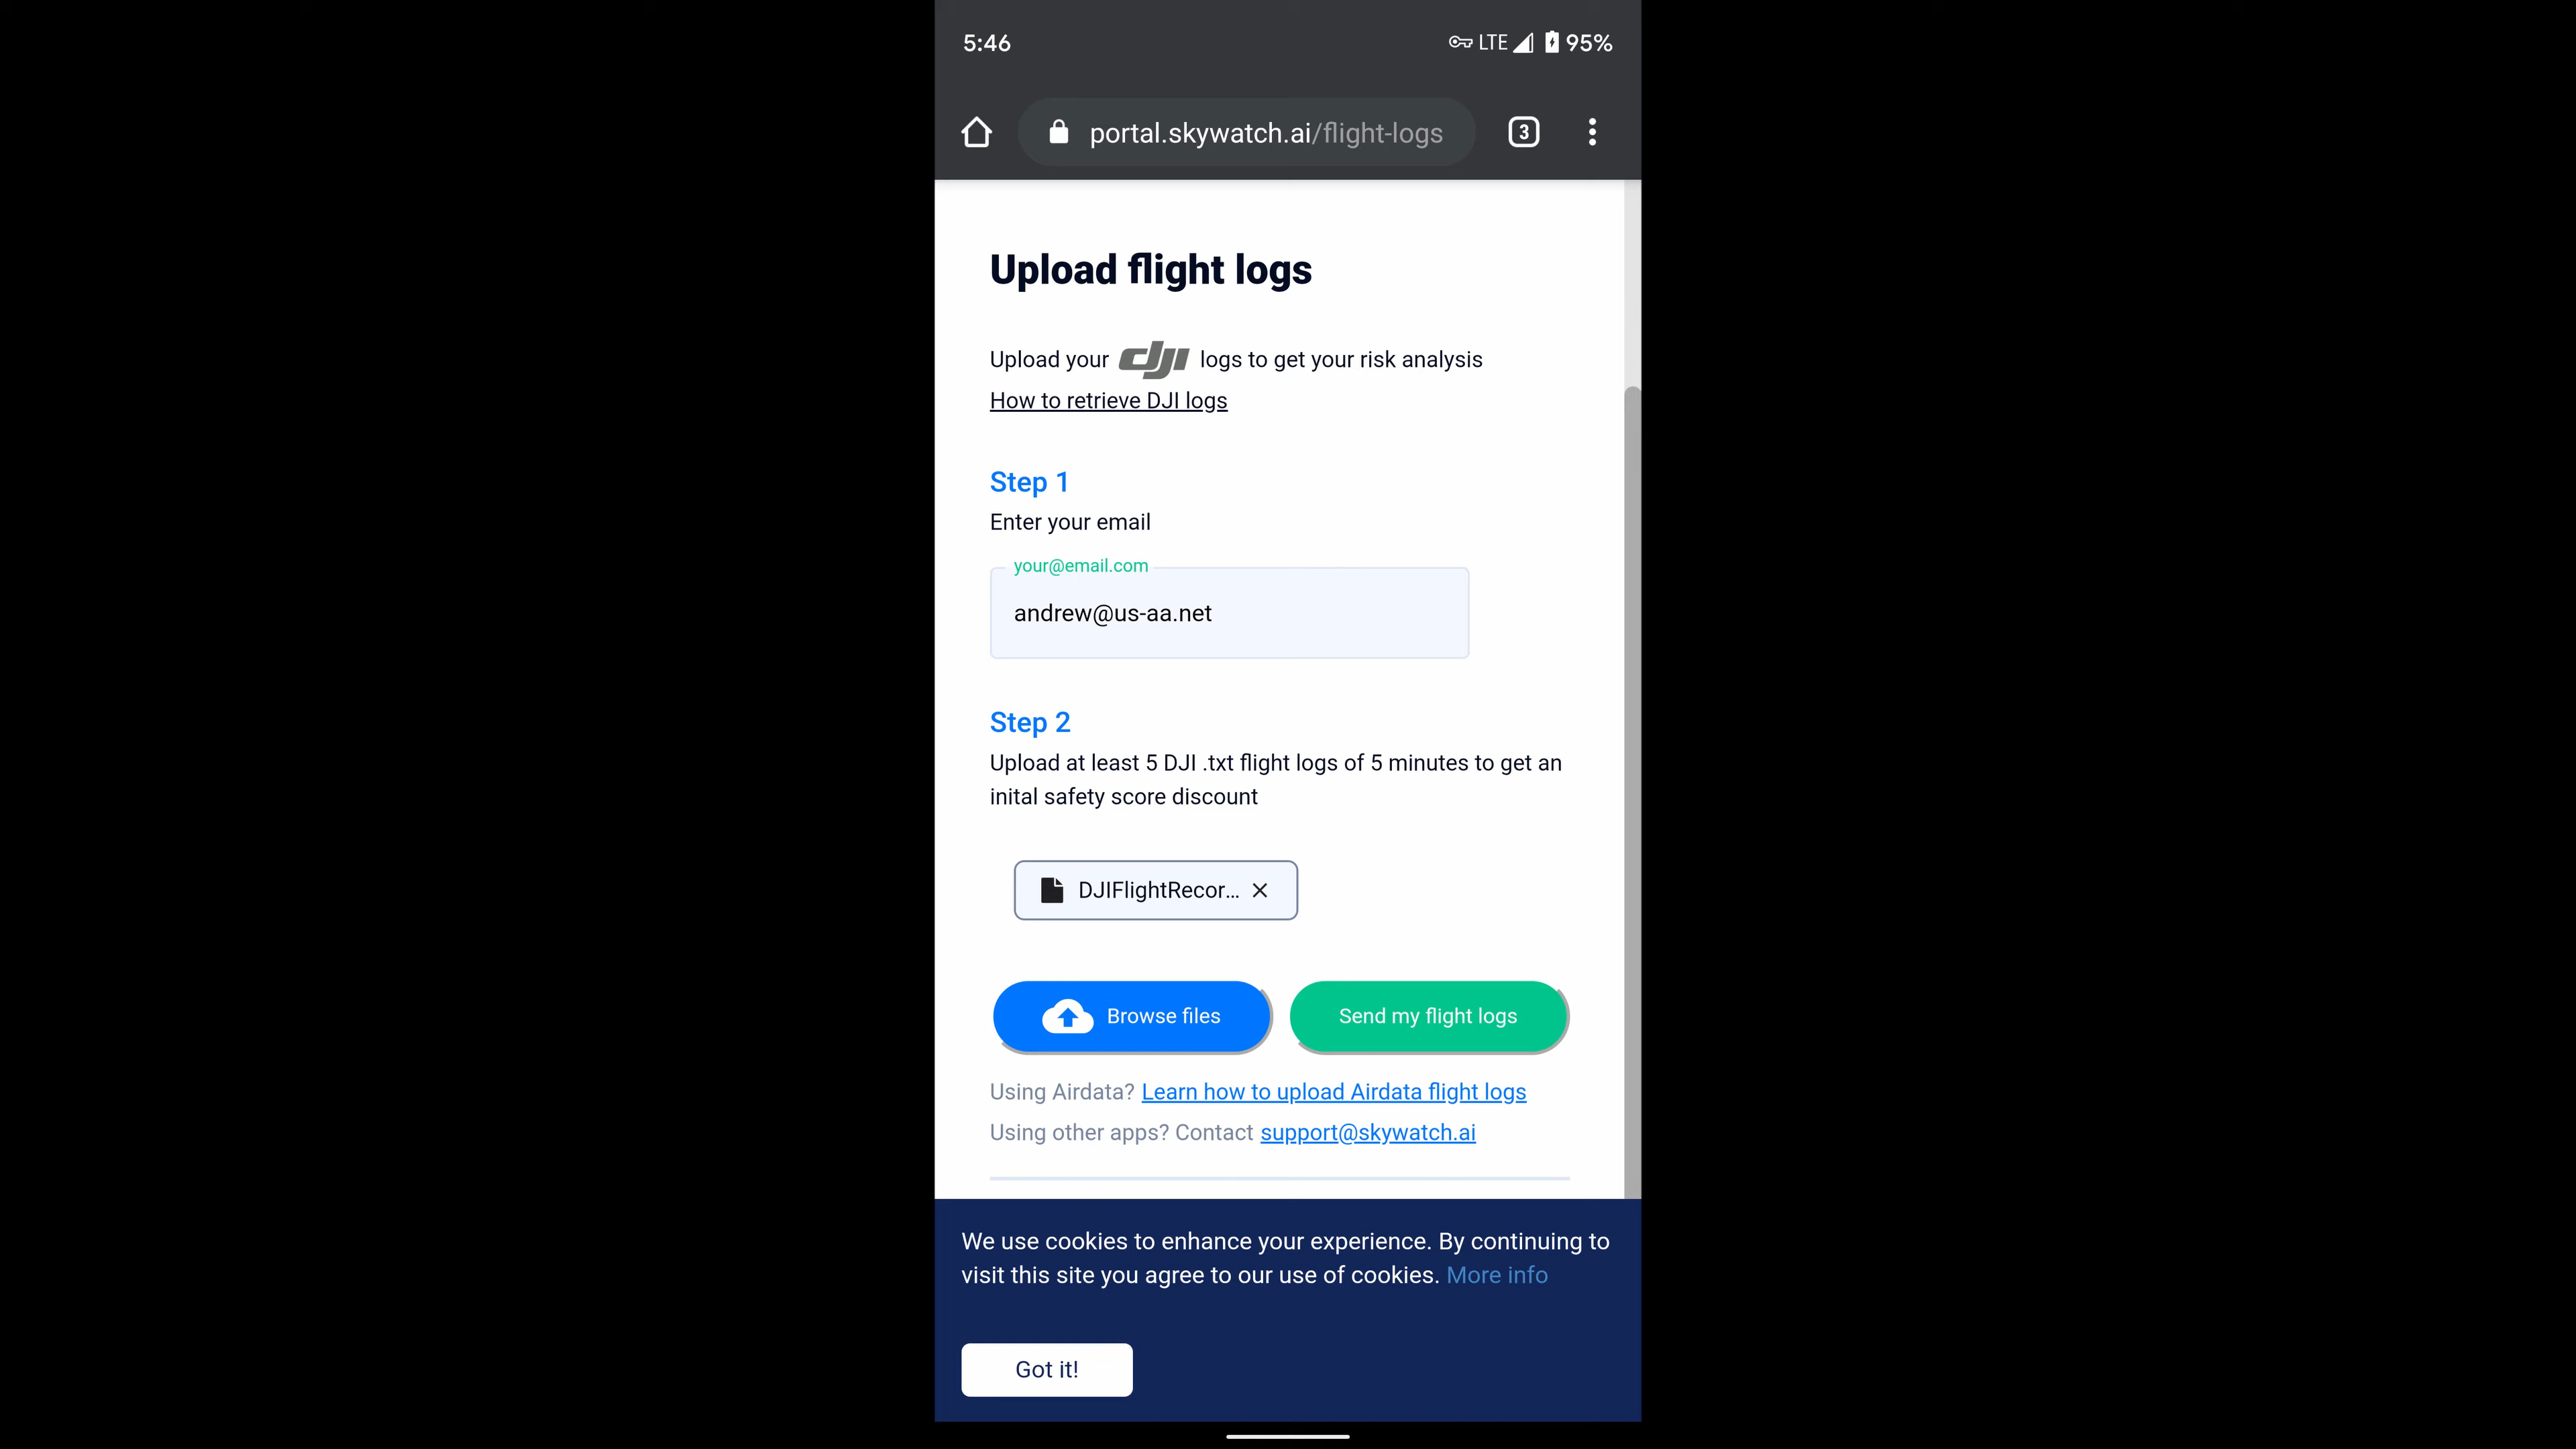 5:46
LTE 95%
portal.skywatch.ai/flight-logs
3
Upload flight logs
Upload your dji logs to get your risk analysis
How to retrieve DJI logs
Step 1
Enter your email
your@email.com
andrew@us-aa.net
Step 2
Upload at least 5 DJI .txt flight logs of 5 minutes to get an
inital safety score discount
DJIFlightRecor...
Browse files
Send my flight logs
Using Airdata? Learn how to upload Airdata flight logs
Using other apps? Contact support@skywatch.ai
We use cookies to enhance your experience. By continuing to
visit this site you agree to our use of cookies. More info
Got it!